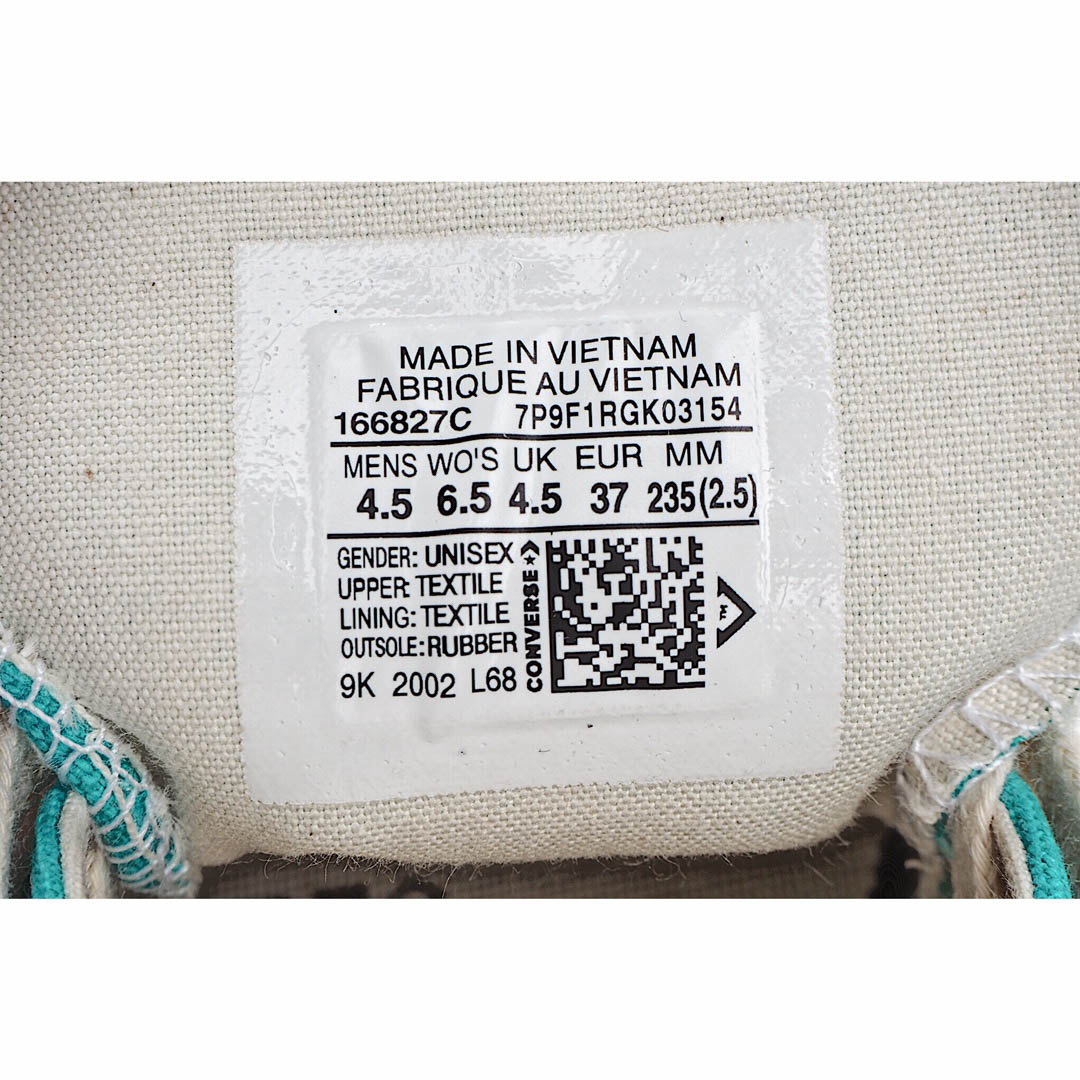 MADE IN VIETNAM
FABRIQUE AU VIETNAM
166827C 7P9F1RGK03154
MENS WO'S UK EUR MM
4.5 6.5 4.5 37 235(2.5)
GENDER: UNISEX
UPPER: TEXTILE
LINING: TEXTILE
OUTSOLE: RUBBER
9K 2002 L68
CONVERSE
TM